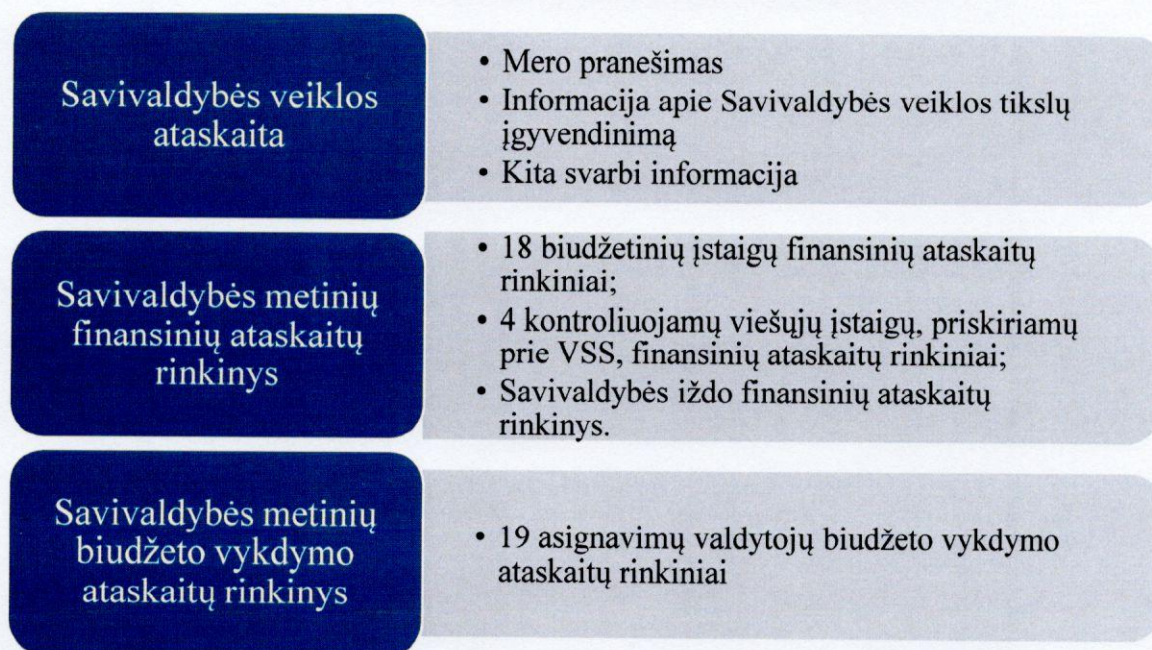 Savivaldybės veiklos
ataskaita
• Mero pranešimas
• Informacija apie Savivaldybės veiklos tikslų
įgyvendinimą
• Kita svarbi informacija
Savivaldybės metinių
finansinių ataskaitų
rinkinys
• 18 biudžetinių įstaigų finansinių ataskaitų
rinkiniai;
• 4 kontroliuojamų viešųjų įstaigų, priskiriamų
prie VSS, finansinių ataskaitų rinkiniai;
• Savivaldybės iždo finansinių ataskaitų
rinkinys.
Savivaldybės metinių
biudžeto vykdymo
ataskaitų rinkinys
• 19 asignavimų valdytojų biudžeto vykdymo
ataskaitų rinkiniai